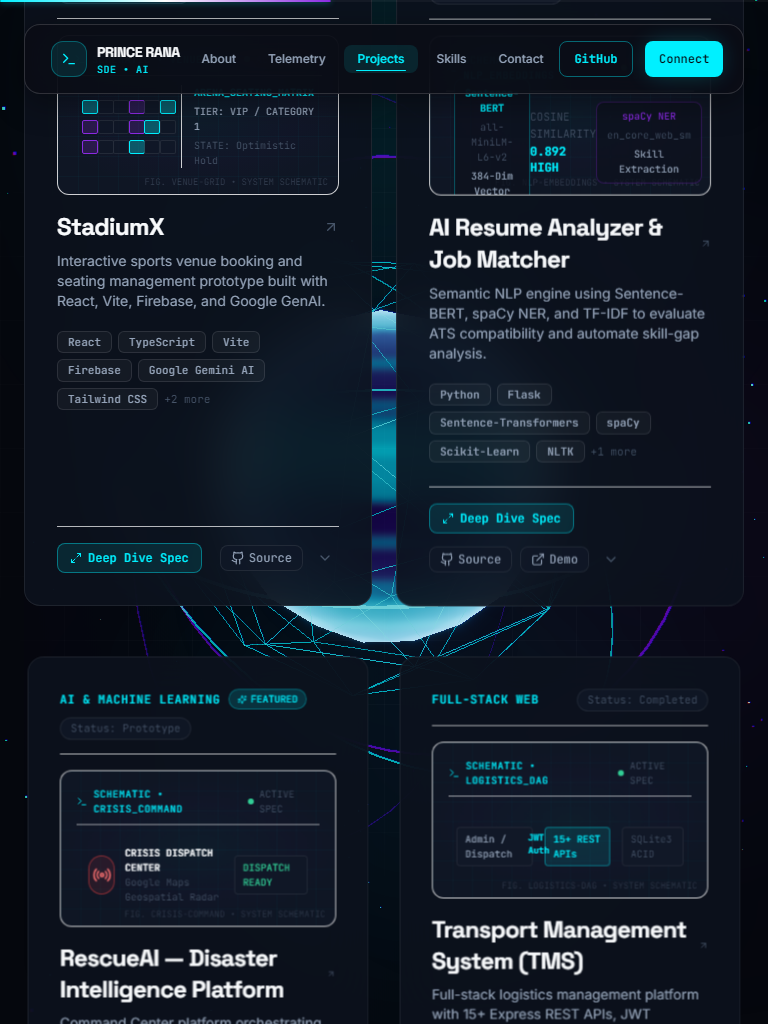 PRINCE RANA
SDE • AI
About
Telemetry
Projects
Skills
Contact
GitHub
Connect
TIER: VIP / CATEGORY
1
STATE: Optimistic
Hold
FIG. VENUE-GRID • SYSTEM SCHEMATIC
StadiumX
Interactive sports venue booking and
seating management prototype built with
React, Vite, Firebase, and Google GenAI.
React
TypeScript
Vite
Firebase
Google Gemini AI
Tailwind CSS
+2 more
Deep Dive Spec
Source
Sentence
BERT
all-
MiniLM-
L6-v2
384-Dim
Vector
COSINE
SIMILARITY
0.892
HIGH
spaCy NER
en_core_web_sm
Skill
Extraction
AI Resume Analyzer &
Job Matcher
Semantic NLP engine using Sentence-
BERT, spaCy NER, and TF-IDF to evaluate
ATS compatibility and automate skill-gap
analysis.
Python
Flask
Sentence-Transformers
spaCy
Scikit-Learn
NLTK
+1 more
Deep Dive Spec
Source
Demo
AI & MACHINE LEARNING
FEATURED
Status: Prototype
SCHEMATIC •
CRISIS_COMMAND
ACTIVE
SPEC
CRISIS DISPATCH
CENTER
Google Maps
Geospatial Radar
DISPATCH
READY
FIG. CRISIS-COMMAND • SYSTEM SCHEMATIC
RescueAI — Disaster
Intelligence Platform
Command Center platform orchestrating
FULL-STACK WEB
Status: Completed
SCHEMATIC •
LOGISTICS_DAG
ACTIVE
SPEC
Admin /
Dispatch
JWT
Auth
15+ REST
APIs
SQLite3
ACID
FIG. LOGISTICS-DAG • SYSTEM SCHEMATIC
Transport Management
System (TMS)
Full-stack logistics management platform
with 15+ Express REST APIs, JWT